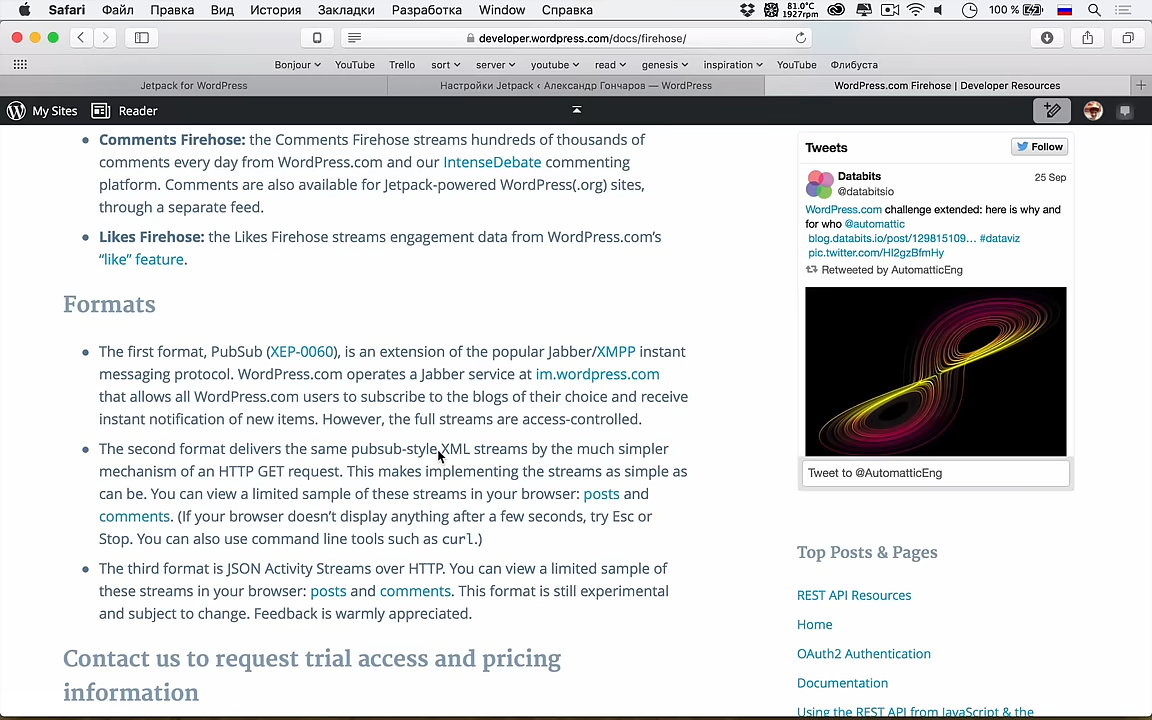 Safari Файл Правка Вид История Закладки Разработка Window Справка 81.0°C 1927rpm 100 %
developer.wordpress.com/docs/firehose/
Bonjour YouTube Trello sort server youtube read genesis inspiration YouTube Флибуста
Jetpack for WordPress Настройки Jetpack ‹ Александр Гончаров — WordPress WordPress.com Firehose | Developer Resources
My Sites Reader
Comments Firehose: the Comments Firehose streams hundreds of thousands of
comments every day from WordPress.com and our IntenseDebate commenting
platform. Comments are also available for Jetpack-powered WordPress(.org) sites,
through a separate feed.
Likes Firehose: the Likes Firehose streams engagement data from WordPress.com’s
“like” feature.
Formats
The first format, PubSub (XEP-0060), is an extension of the popular Jabber/XMPP instant
messaging protocol. WordPress.com operates a Jabber service at im.wordpress.com
that allows all WordPress.com users to subscribe to the blogs of their choice and receive
instant notification of new items. However, the full streams are access-controlled.
The second format delivers the same pubsub-style XML streams by the much simpler
mechanism of an HTTP GET request. This makes implementing the streams as simple as
can be. You can view a limited sample of these streams in your browser: posts and
comments. (If your browser doesn’t display anything after a few seconds, try Esc or
Stop. You can also use command line tools such as curl.)
The third format is JSON Activity Streams over HTTP. You can view a limited sample of
these streams in your browser: posts and comments. This format is still experimental
and subject to change. Feedback is warmly appreciated.
Contact us to request trial access and pricing
information
Tweets Follow
Databits 25 Sep
@databitsio
WordPress.com challenge extended: here is why and
for who @automattic
blog.databits.io/post/129815109… #dataviz
pic.twitter.com/Hl2gzBfmHy
Retweeted by AutomatticEng
Tweet to @AutomatticEng
Top Posts & Pages
REST API Resources
Home
OAuth2 Authentication
Documentation
Using the REST API from JavaScript & the